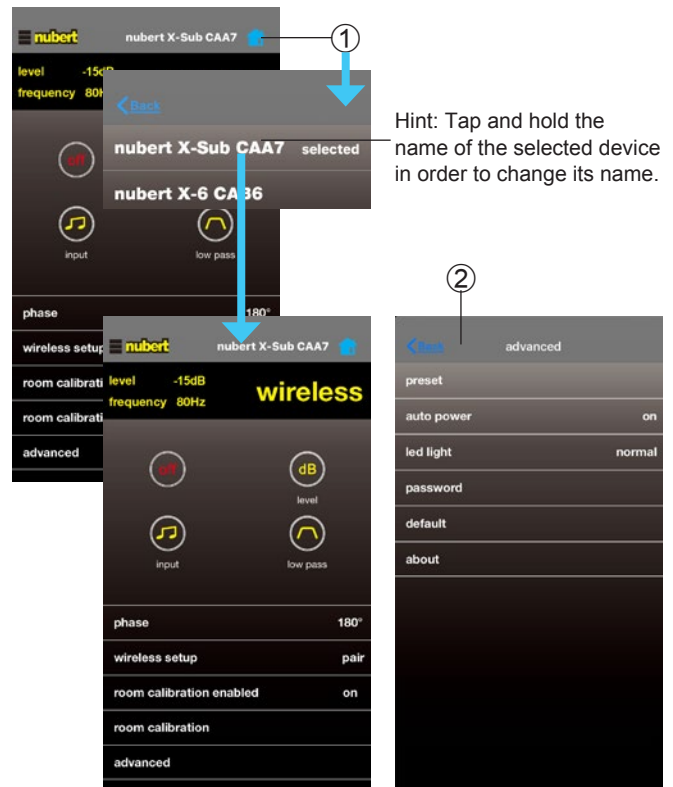 nubert nubert X-Sub CAA7
1
level -15dB
frequency 80H
off
input
low pass
phase 180°
wireless setup
room calibrati
room calibrati
advanced
Back
nubert X-Sub CAA7 selected
nubert X-6 CAB6
Hint: Tap and hold the
name of the selected device
in order to change its name.
nubert nubert X-Sub CAA7
level -15dB
frequency 80Hz
wireless
off
dB
level
input
low pass
phase 180°
wireless setup pair
room calibration enabled on
room calibration
advanced
2
Back advanced
preset
auto power on
led light normal
password
default
about